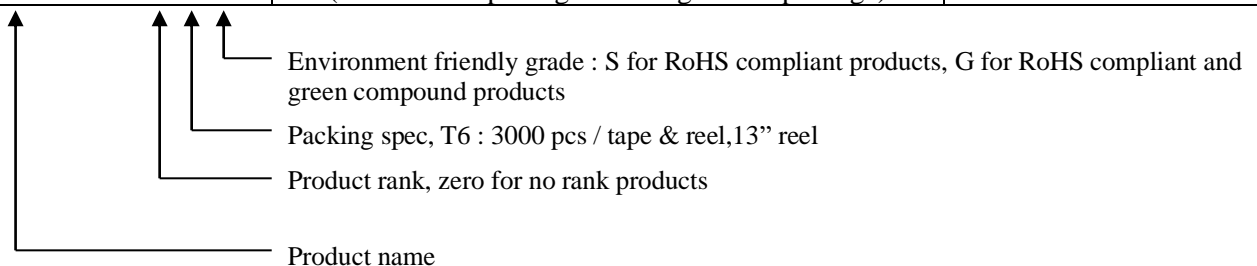 Environment friendly grade : S for RoHS compliant products, G for RoHS compliant and
green compound products
Packing spec, T6 : 3000 pcs / tape & reel,13” reel
Product rank, zero for no rank products
Product name